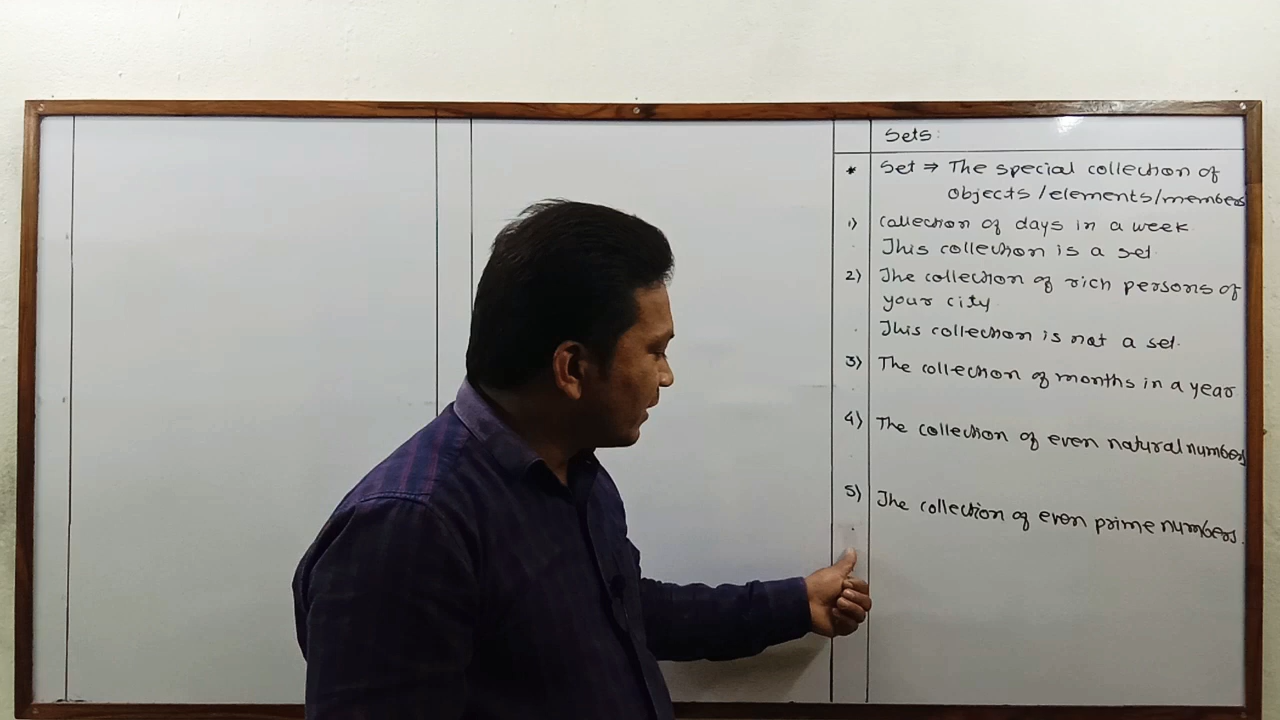 Sets:
* Set ⇒ The special collection of
objects/elements/members
1) Collection of days in a week
This collection is a set.
2) The collection of rich persons of
your city
This collection is not a set.
3) The collection of months in a year
4) The collection of even natural numbers
5) The collection of even prime numbers.